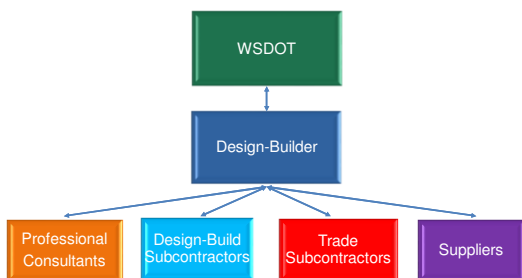 WSDOT
Design-Builder
Professional
Consultants
Design-Build
Subcontractors
Trade
Subcontractors
Suppliers